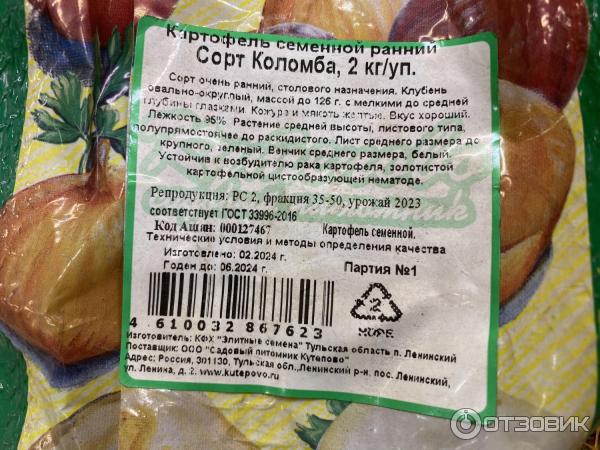 Картофель семенной ранний
Сорт Коломба, 2 кг/уп.
Сорт очень ранний, столового назначения. Клубень
овально-округлый, массой до 126 г. с мелкими до средней
глубины глазками. Кожура и мякоть желтые. Вкус хороший.
Лежкость 95%. Растение средней высоты, листового типа,
полупрямостоячее до раскидистого. Лист среднего размера до
крупного, зеленый. Венчик среднего размера, белый.
Устойчив к возбудителю рака картофеля, золотистой
картофельной цистообразующей нематоде.
Репродукция: РС 2, фракция 35-50, урожай 2023
соответствует ГОСТ 33996-2016
Код Ашан: 000127467 Картофель семенной.
Технические условия и методы определения качества
Изготовлено: 02.2024 г.
Годен до: 06.2024 г.
Партия №1
4 610032 867623
2
HDPE
Изготовитель: КФХ "Элитные семена" Тульская область п. Ленинский
Поставщик: ООО "Садовый питомник Кутепово"
Адрес: Россия, 301130, Тульская обл.,Ленинский р-н. пос. Ленинский,
ул. Ленина, д. 2. www.kutepovo.ru
ОТЗОВИК